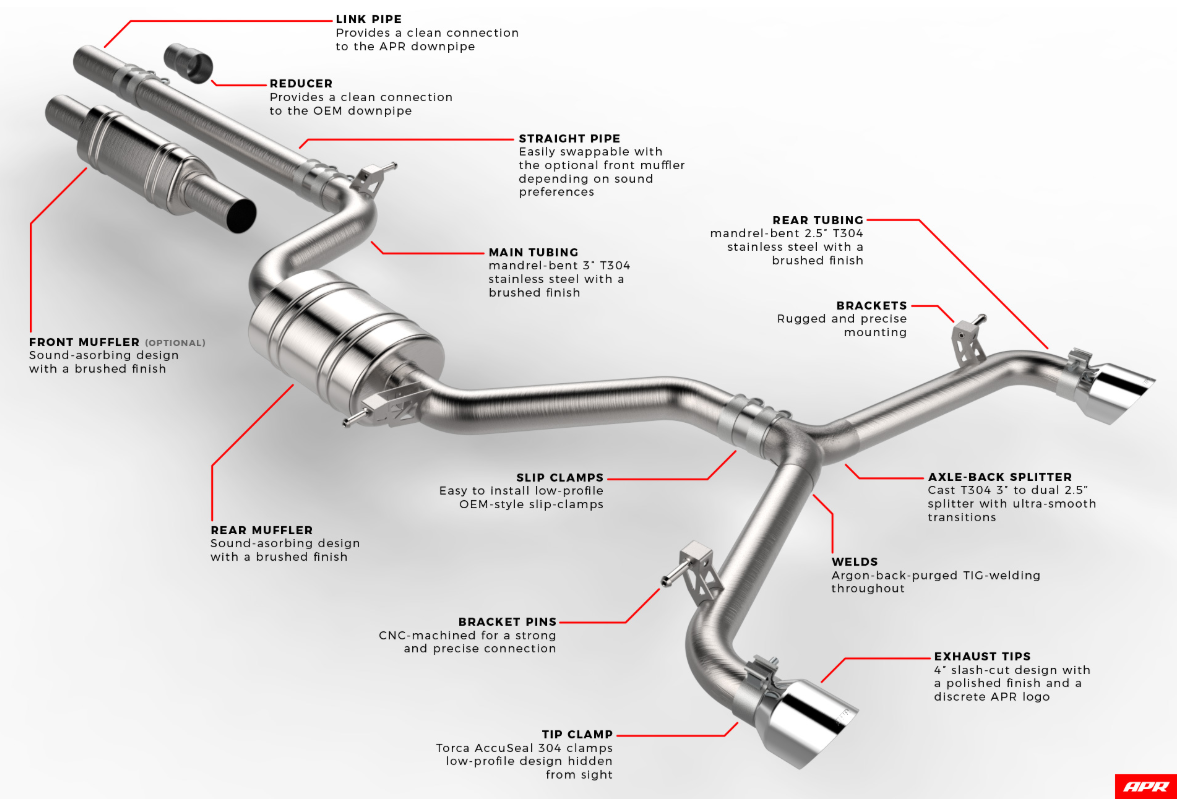 LINK PIPE
Provides a clean connection
to the APR downpipe
REDUCER
Provides a clean connection
to the OEM downpipe
STRAIGHT PIPE
Easily swappable with
the optional front muffler
depending on sound
preferences
REAR TUBING
mandrel-bent 2.5" T304
stainless steel with a
brushed finish
MAIN TUBING
mandrel-bent 3" T304
stainless steel with a
brushed finish
BRACKETS
Rugged and precise
mounting
FRONT MUFFLER (OPTIONAL)
Sound-asorbing design
with a brushed finish
SLIP CLAMPS
Easy to install low-profile
OEM-style slip-clamps
AXLE-BACK SPLITTER
Cast T304 3" to dual 2.5"
splitter with ultra-smooth
transitions
REAR MUFFLER
Sound-asorbing design
with a brushed finish
WELDS
Argon-back-purged TIG-welding
throughout
BRACKET PINS
CNC-machined for a strong
and precise connection
EXHAUST TIPS
4" slash-cut design with
a polished finish and a
discrete APR logo
TIP CLAMP
Torca AccuSeal 304 clamps
low-profile design hidden
from sight
APR